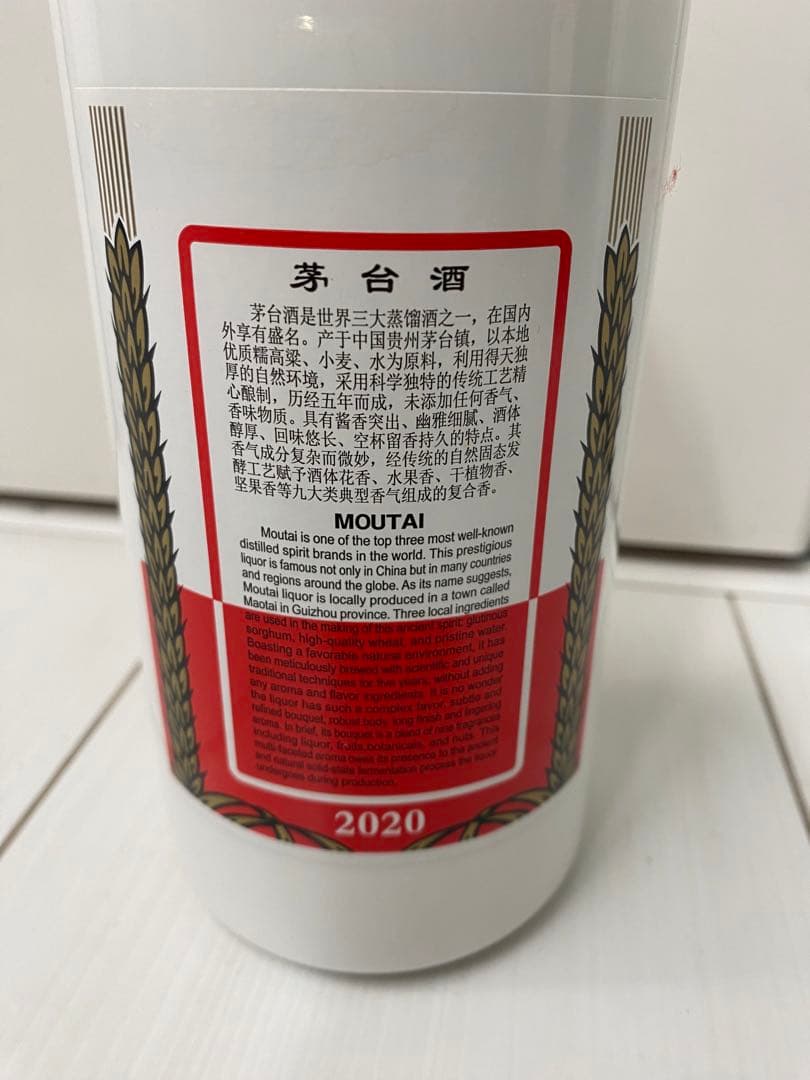 茅台酒
茅台酒是世界三大蒸馏酒之一，在国内
外享有盛名。产于中国贵州茅台镇，以本地
优质糯高粱、小麦、水为原料，利用得天独
厚的自然环境，采用科学独特的传统工艺精
心酿制，历经五年而成，未添加任何香气、
香味物质。具有酱香突出、幽雅细腻、酒体
醇厚、回味悠长、空杯留香持久的特点。其
香气成分复杂而微妙，经传统的自然固态发
酵工艺赋予酒体花香、水果香、干植物香、
坚果香等九大类典型香气组成的复合香。
MOUTAI
Moutai is one of the top three most well-known
distilled spirit brands in the world. This prestigious
liquor is famous not only in China but in many countries
and regions around the globe. As its name suggests,
Moutai liquor is locally produced in a town called
Maotai in Guizhou province. Three local ingredients
are used in the making of this ancient spirit: glutinous
sorghum, high-quality wheat, and pristine water.
Boasting a favorable natural environment, it has
been meticulously brewed with scientific and unique
traditional techniques for five years, without adding
any aroma and flavor ingredients. It is no wonder
the liquor has such a complex favor, subtle and
refined bouquet, robust body, long finish and lingering
aroma. In brief, its bouquet is a blend of nine fragrances
including liquor, fruits,botanicals, and nuts. This
multi-faceted aroma owes its presence to the ancient
and natural solid-state fermentation process the liquor
undergoes during production.
2020